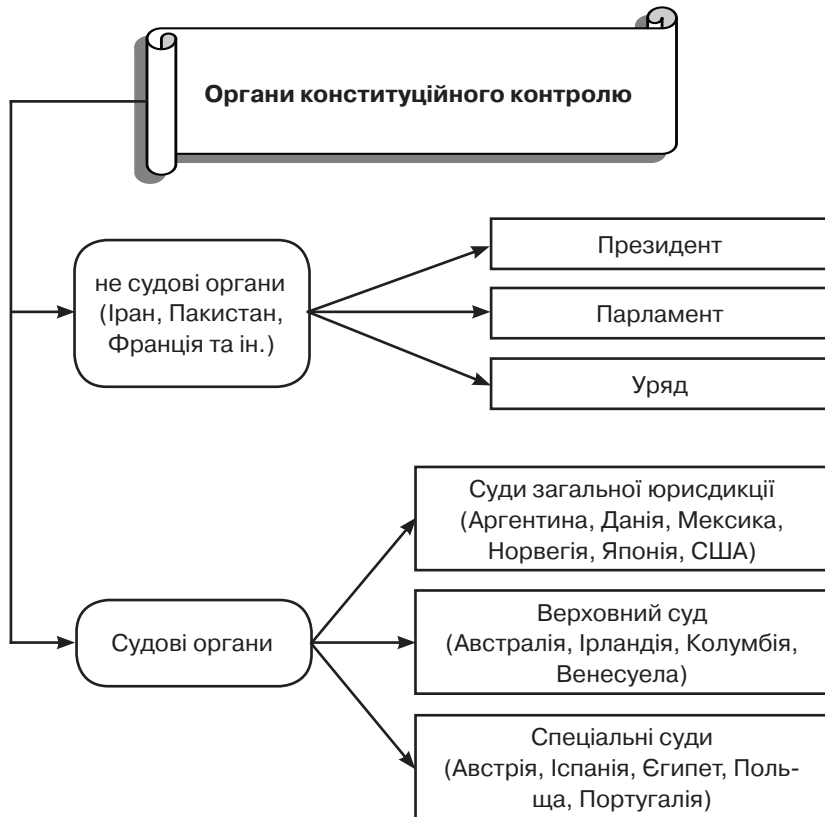 Органи конституційного контролю
не судові органи
(Іран, Пакистан,
Франція та ін.)
Президент
Парламент
Уряд
Судові органи
Суди загальної юрисдикції
(Аргентина, Данія, Мексика,
Норвегія, Японія, США)
Верховний суд
(Австралія, Ірландія, Колумбія,
Венесуела)
Спеціальні суди
(Австрія, Іспанія, Єгипет, Поль-
ща, Португалія)